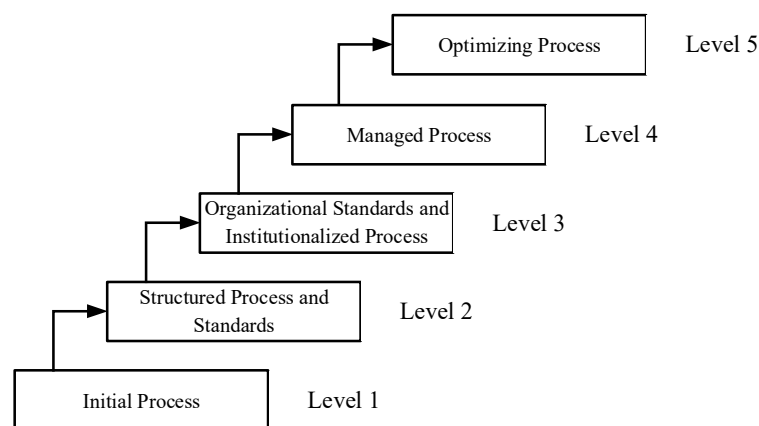 Optimizing Process Level 5
Managed Process Level 4
Organizational Standards and
Institutionalized Process Level 3
Structured Process and
Standards Level 2
Initial Process Level 1